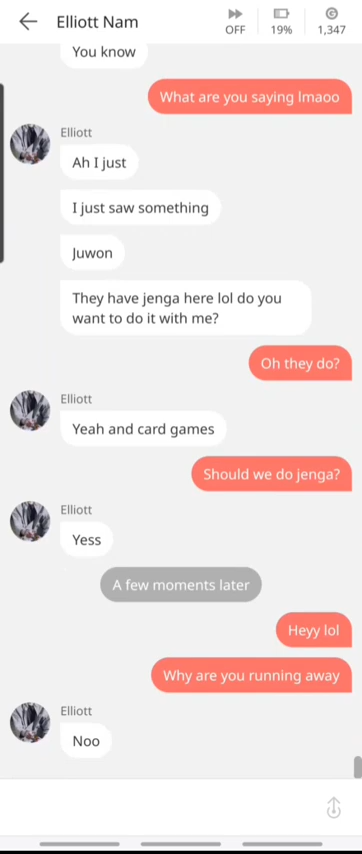 Elliott Nam
OFF
19%
1,347
You know
What are you saying lmaoo
Elliott
Ah I just
I just saw something
Juwon
They have jenga here lol do you
want to do it with me?
Oh they do?
Elliott
Yeah and card games
Should we do jenga?
Elliott
Yess
A few moments later
Heyy lol
Why are you running away
Elliott
Noo